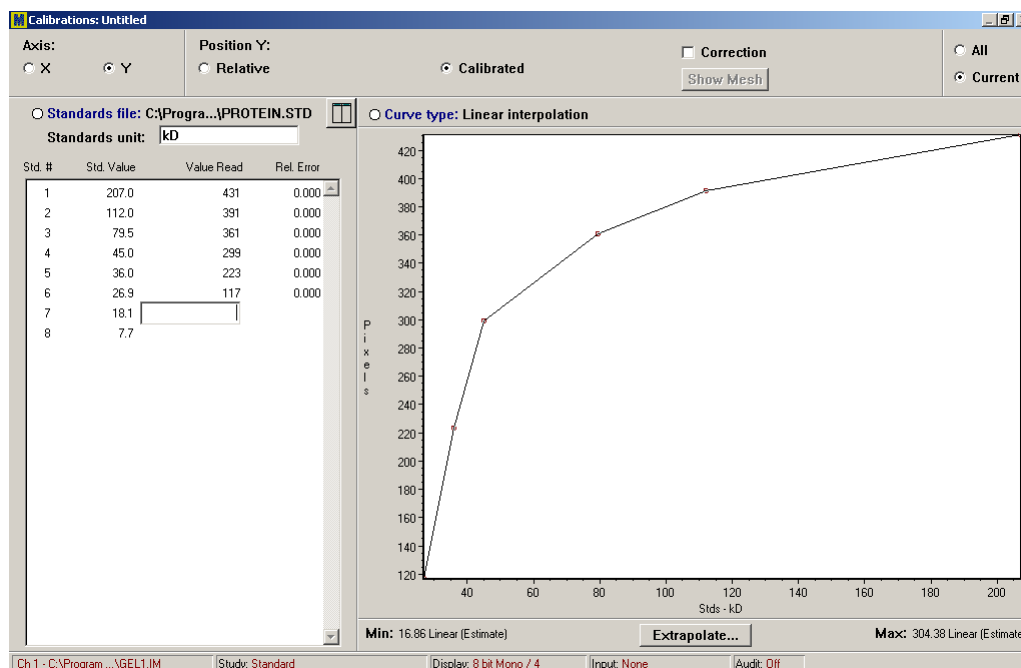 Calibrations: Untitled
Axis:
X
Y
Position Y:
Relative
Calibrated
Correction
Show Mesh
All
Current
Standards file: C:\Progra...\PROTEIN.STD
Standards unit: kD
Curve type: Linear interpolation
Std. # Std. Value Value Read Rel. Error
1 207.0 431 0.000
2 112.0 391 0.000
3 79.5 361 0.000
4 45.0 299 0.000
5 36.0 223 0.000
6 26.9 117 0.000
7 18.1
8 7.7
Pixels
420
400
380
360
340
320
300
280
260
240
220
200
180
160
140
120
40 60 80 100 120 140 160 180 200
Stds - kD
Min: 16.86 Linear (Estimate)
Extrapolate...
Max: 304.38 Linear (Estimate
Ch 1 - C:\Program ...\GEL1.IM Study: Standard Display: 8 bit Mono / 4 Input: None Audit: Off